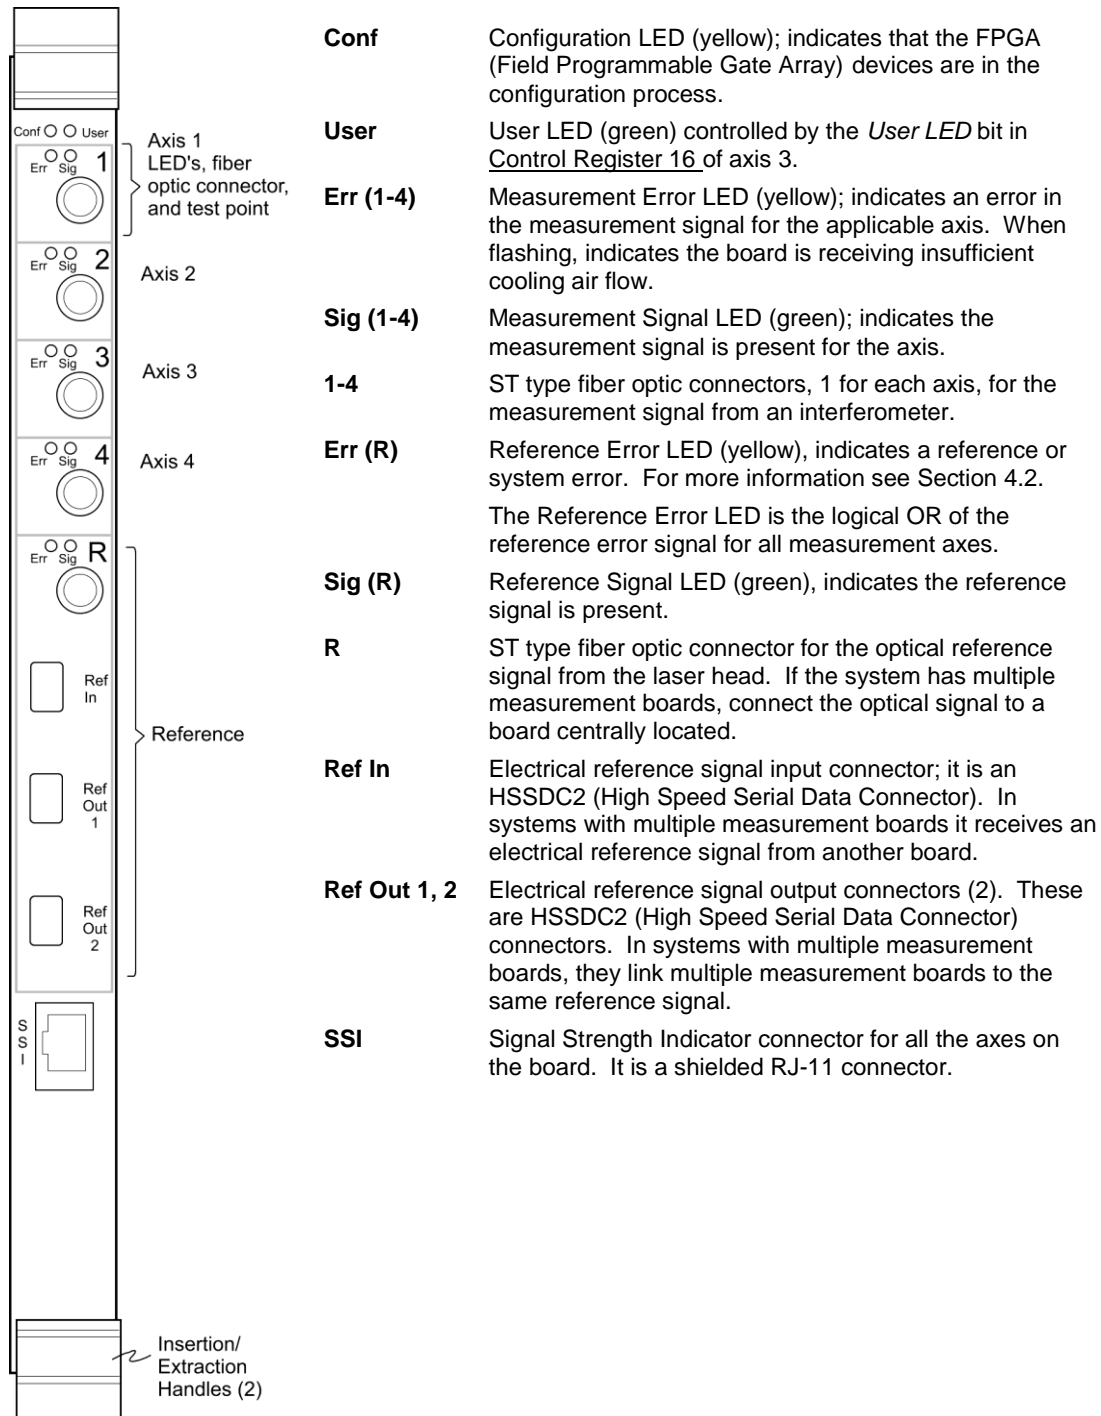 Conf User
Err Sig 1
Axis 1
LED's, fiber
optic connector,
and test point
Err Sig 2
Axis 2
Err Sig 3
Axis 3
Err Sig 4
Axis 4
Err Sig R
Ref
In
Reference
Ref
Out
1
Ref
Out
2
S
S
I
Insertion/
Extraction
Handles (2)
Conf Configuration LED (yellow); indicates that the FPGA
(Field Programmable Gate Array) devices are in the
configuration process.
User User LED (green) controlled by the User LED bit in
Control Register 16 of axis 3.
Err (1-4) Measurement Error LED (yellow); indicates an error in
the measurement signal for the applicable axis. When
flashing, indicates the board is receiving insufficient
cooling air flow.
Sig (1-4) Measurement Signal LED (green); indicates the
measurement signal is present for the axis.
1-4 ST type fiber optic connectors, 1 for each axis, for the
measurement signal from an interferometer.
Err (R) Reference Error LED (yellow), indicates a reference or
system error. For more information see Section 4.2.
The Reference Error LED is the logical OR of the
reference error signal for all measurement axes.
Sig (R) Reference Signal LED (green), indicates the reference
signal is present.
R ST type fiber optic connector for the optical reference
signal from the laser head. If the system has multiple
measurement boards, connect the optical signal to a
board centrally located.
Ref In Electrical reference signal input connector; it is an
HSSDC2 (High Speed Serial Data Connector). In
systems with multiple measurement boards it receives an
electrical reference signal from another board.
Ref Out 1, 2 Electrical reference signal output connectors (2). These
are HSSDC2 (High Speed Serial Data Connector)
connectors. In systems with multiple measurement
boards, they link multiple measurement boards to the
same reference signal.
SSI Signal Strength Indicator connector for all the axes on
the board. It is a shielded RJ-11 connector.